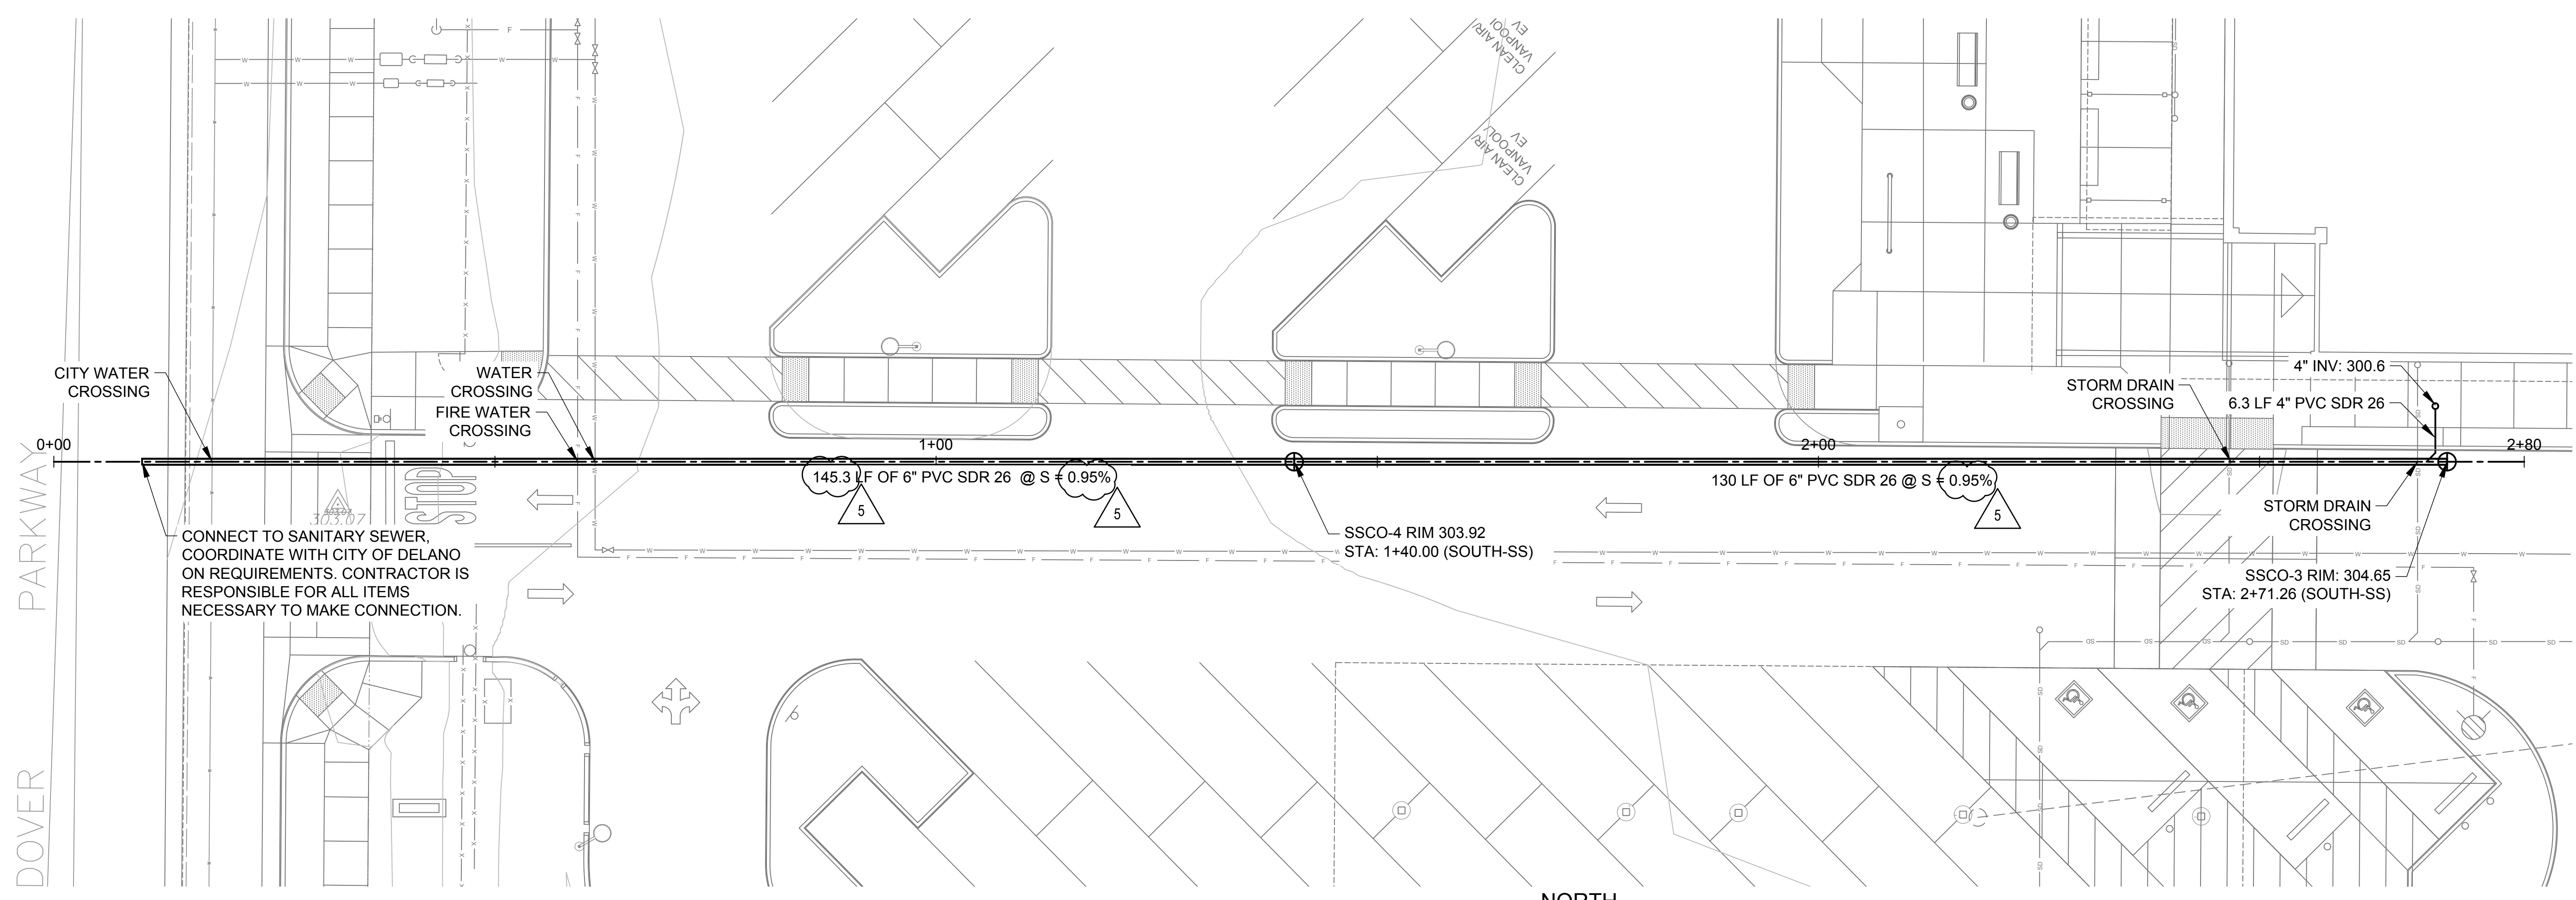 CLEAN AIR/
VANPOOL/
EV
CLEAN AIR/
VANPOOL/
EV
CITY WATER
CROSSING
WATER
CROSSING
FIRE WATER
CROSSING
STORM DRAIN
CROSSING
4" INV: 300.6
6.3 LF 4" PVC SDR 26
0+00
1+00
2+00
2+80
145.3 LF OF 6" PVC SDR 26 @ S = 0.95%
5
5
130 LF OF 6" PVC SDR 26 @ S = 0.95%
5
STOP
303.07
CONNECT TO SANITARY SEWER,
COORDINATE WITH CITY OF DELANO
ON REQUIREMENTS. CONTRACTOR IS
RESPONSIBLE FOR ALL ITEMS
NECESSARY TO MAKE CONNECTION.
SSCO-4 RIM 303.92
STA: 1+40.00 (SOUTH-SS)
STORM DRAIN
CROSSING
SSCO-3 RIM: 304.65
STA: 2+71.26 (SOUTH-SS)
DOVER PARKWAY
NORTH